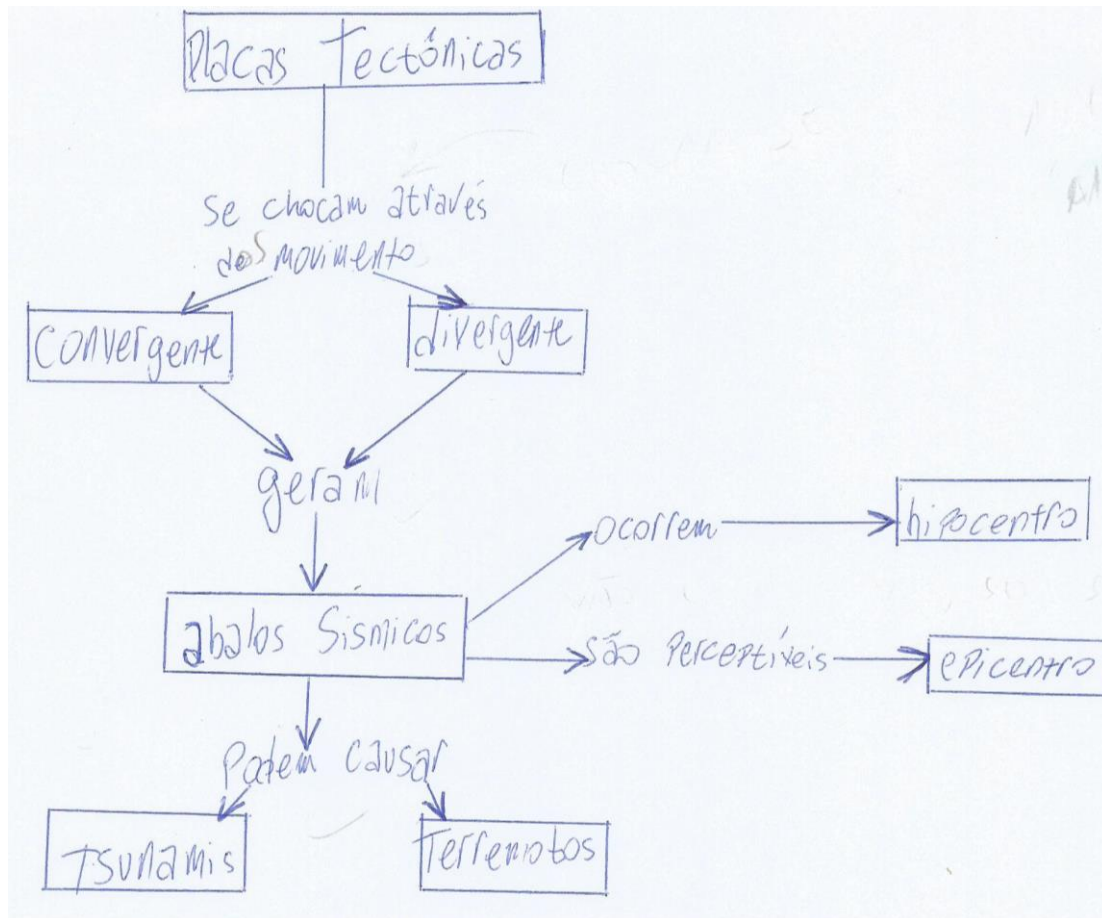 Placas Tectônicas
se chocam através
dos movimento
convergente
divergente
geram
ocorrem
hipocentro
abalos Sísmicos
são Perceptíveis
epicentro
Podem causar
Tsunamis
Terremotos